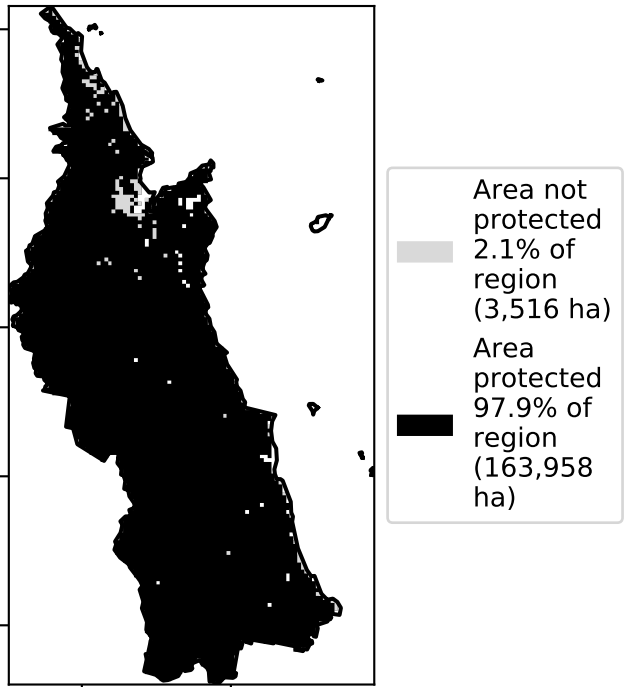 Area not
protected
2.1% of
region
(3,516 ha)
Area
protected
97.9% of
region
(163,958
ha)